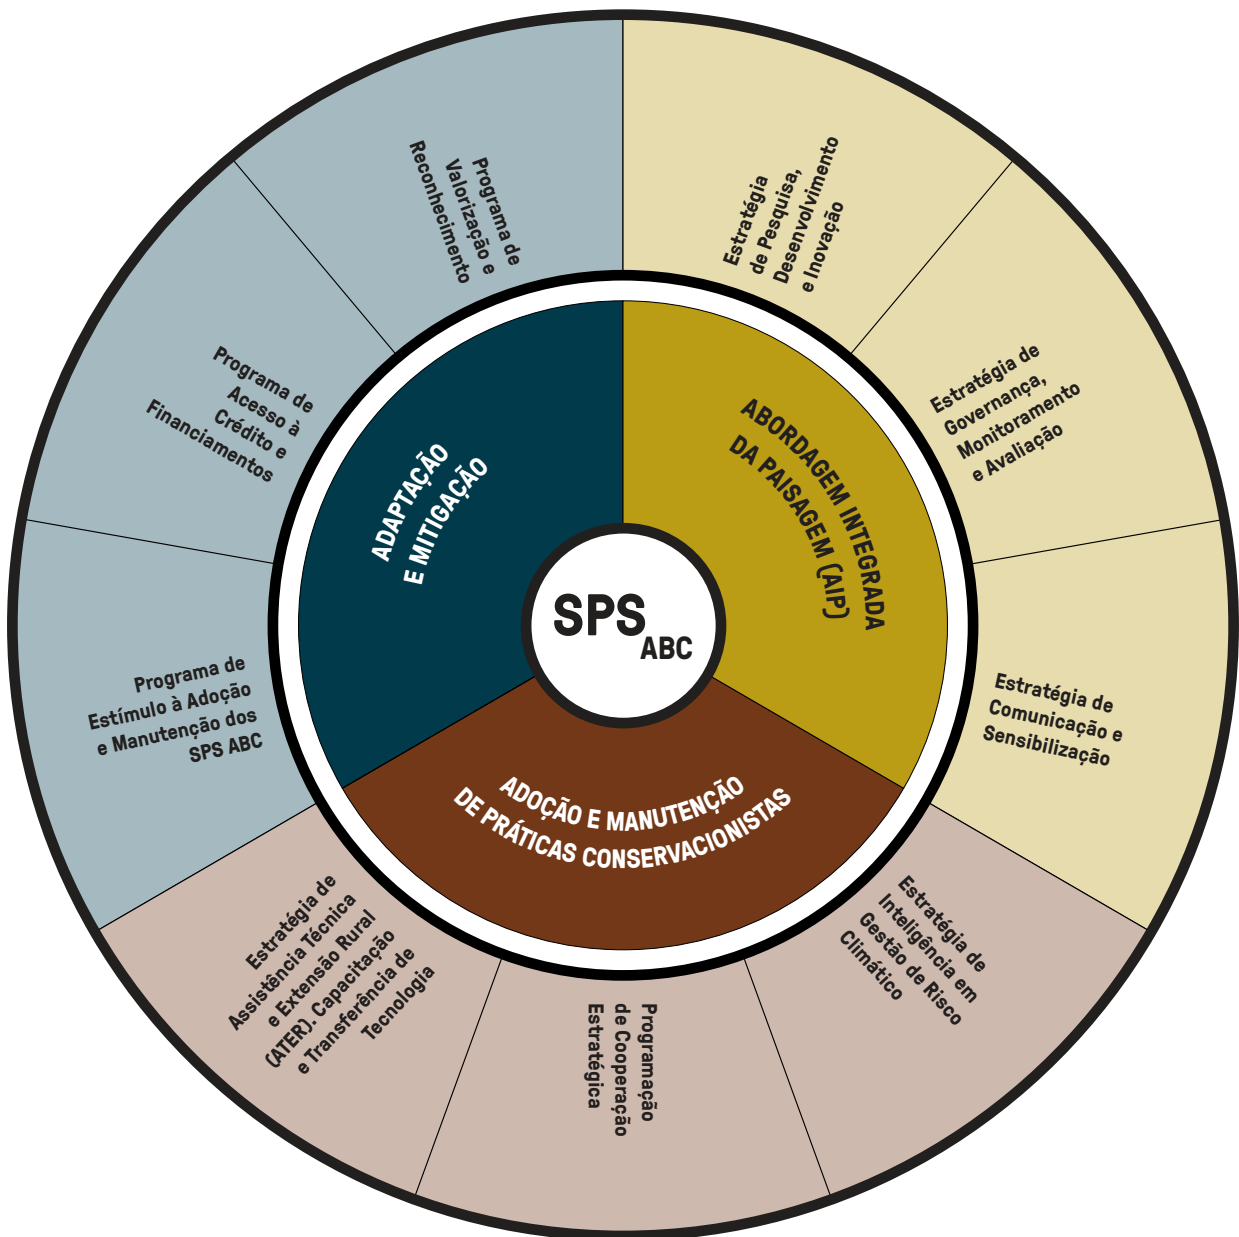 Programa de
Valorização e
Reconhecimento
Estratégia
de Pesquisa,
Desenvolvimento
e Inovação
Estratégia de
Governança,
Monitoramento
e Avaliação
Estratégia de
Comunicação e
Sensibilização
Estratégia de
Inteligência em
Gestão de Risco
Climático
Programação
de Cooperação
Estratégica
Estratégia de
Assistência Técnica
e Extensão Rural
(ATER). Capacitação
e Transferência de
Tecnologia
Programa de
Estímulo à Adoção
e Manutenção dos
SPS ABC
Programa de
Acesso à
Crédito e
Financiamentos
ADAPTAÇÃO
E MITIGAÇÃO
ABORDAGEM INTEGRADA
DA PAISAGEM (AIP)
ADOÇÃO E MANUTENÇÃO
DE PRÁTICAS CONSERVACIONISTAS
SPS
ABC